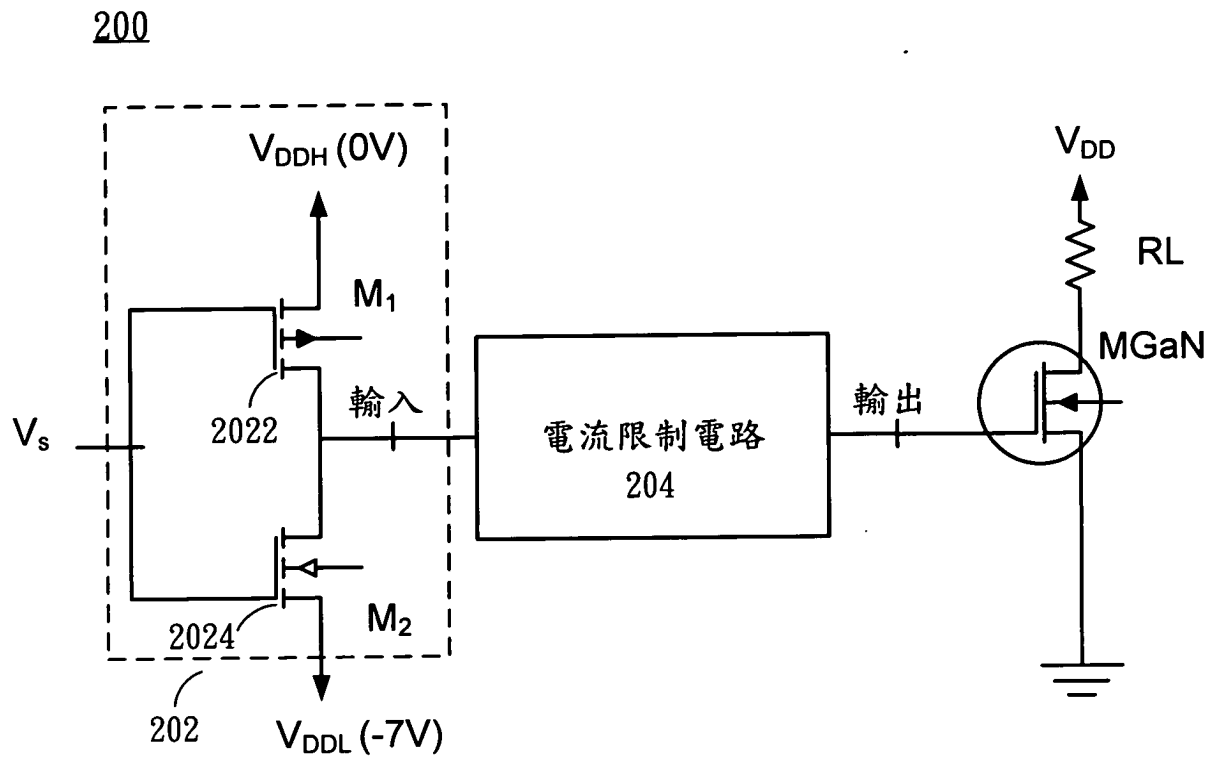 200
V_DDH (0V)
V_DD
RL
M_1
MGaN
2022
輸入
輸出
V_s
電流限制電路
204
2024
M_2
202
V_DDL (-7V)